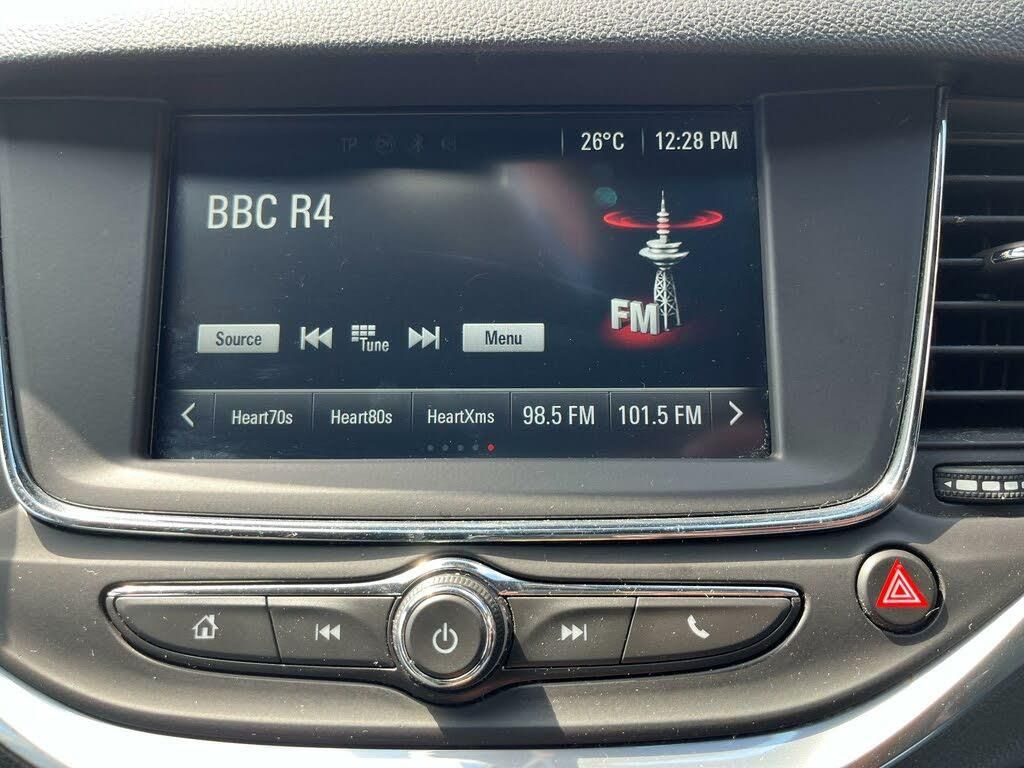 TP
26°C 12:28 PM
BBC R4
FM
Source Tune Menu
Heart70s Heart80s HeartXms 98.5 FM 101.5 FM